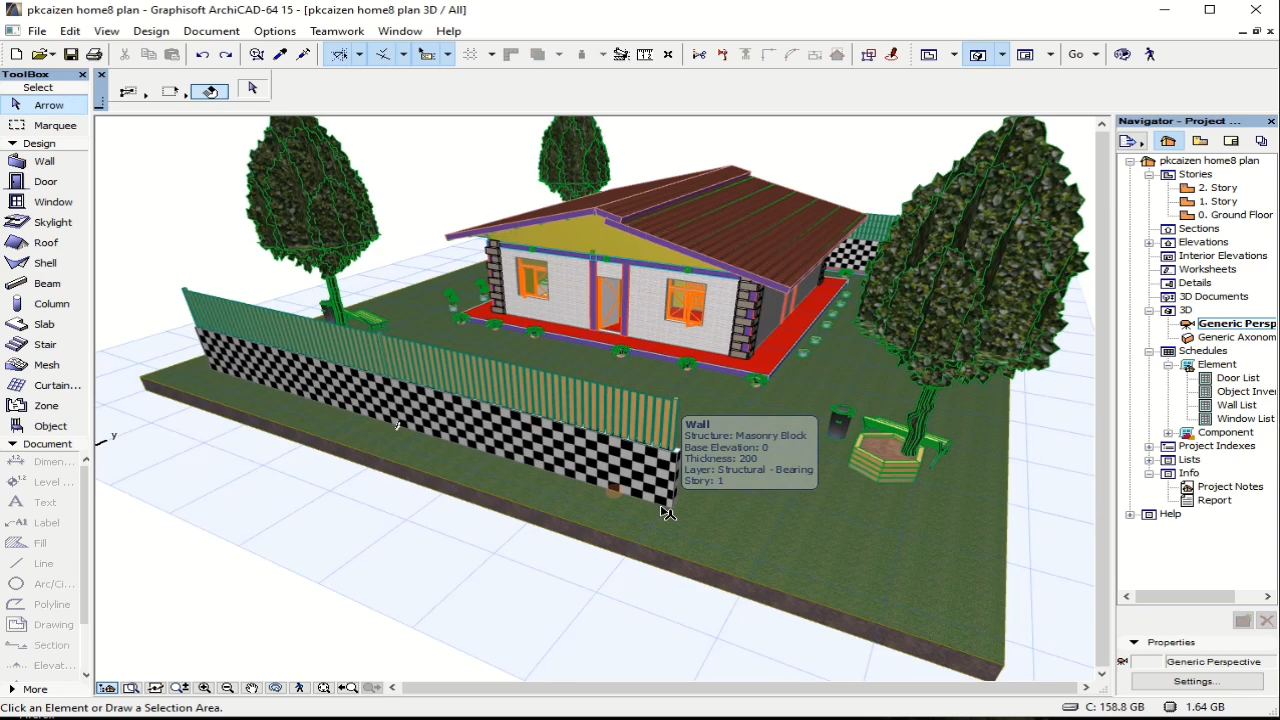 pkcaizen home8 plan - Graphisoft ArchiCAD-64 15 - [pkcaizen home8 plan 3D / All]
File Edit View Design Document Options Teamwork Window Help
Go
ToolBox
Select
Arrow
Marquee
Design
Wall
Door
Window
Skylight
Roof
Shell
Beam
Column
Slab
Stair
Mesh
Curtain...
Zone
Object
Document
Dimen...
Level ...
Text
Label
Fill
Line
Arc/Ci...
Polyline
Drawing
Section
Elevat...
More
y
Wall
Structure: Masonry Block
Base Elevation: 0
Thickness: 200
Layer: Structural - Bearing
Story: 1
Navigator - Project ...
pkcaizen home8 plan
Stories
2. Story
1. Story
0. Ground Floor
Sections
Elevations
Interior Elevations
Worksheets
Details
3D Documents
3D
Generic Persp
Generic Axonom
Schedules
Element
Door List
Object Inver
Wall List
Window List
Component
Project Indexes
Lists
Info
Project Notes
Report
Help
Properties
Generic Perspective
Settings...
Click an Element or Draw a Selection Area.
C: 158.8 GB
1.64 GB